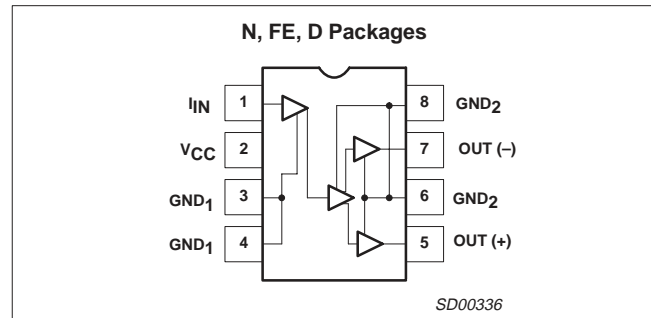 N, FE, D Packages
IIN 1
VCC 2
GND1 3
GND1 4
8 GND2
7 OUT (–)
6 GND2
5 OUT (+)
SD00336